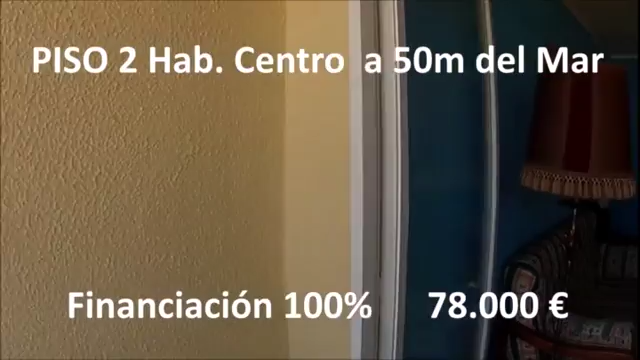 PISO 2 Hab. Centro a 50m del Mar
Financiación 100% 78.000 €